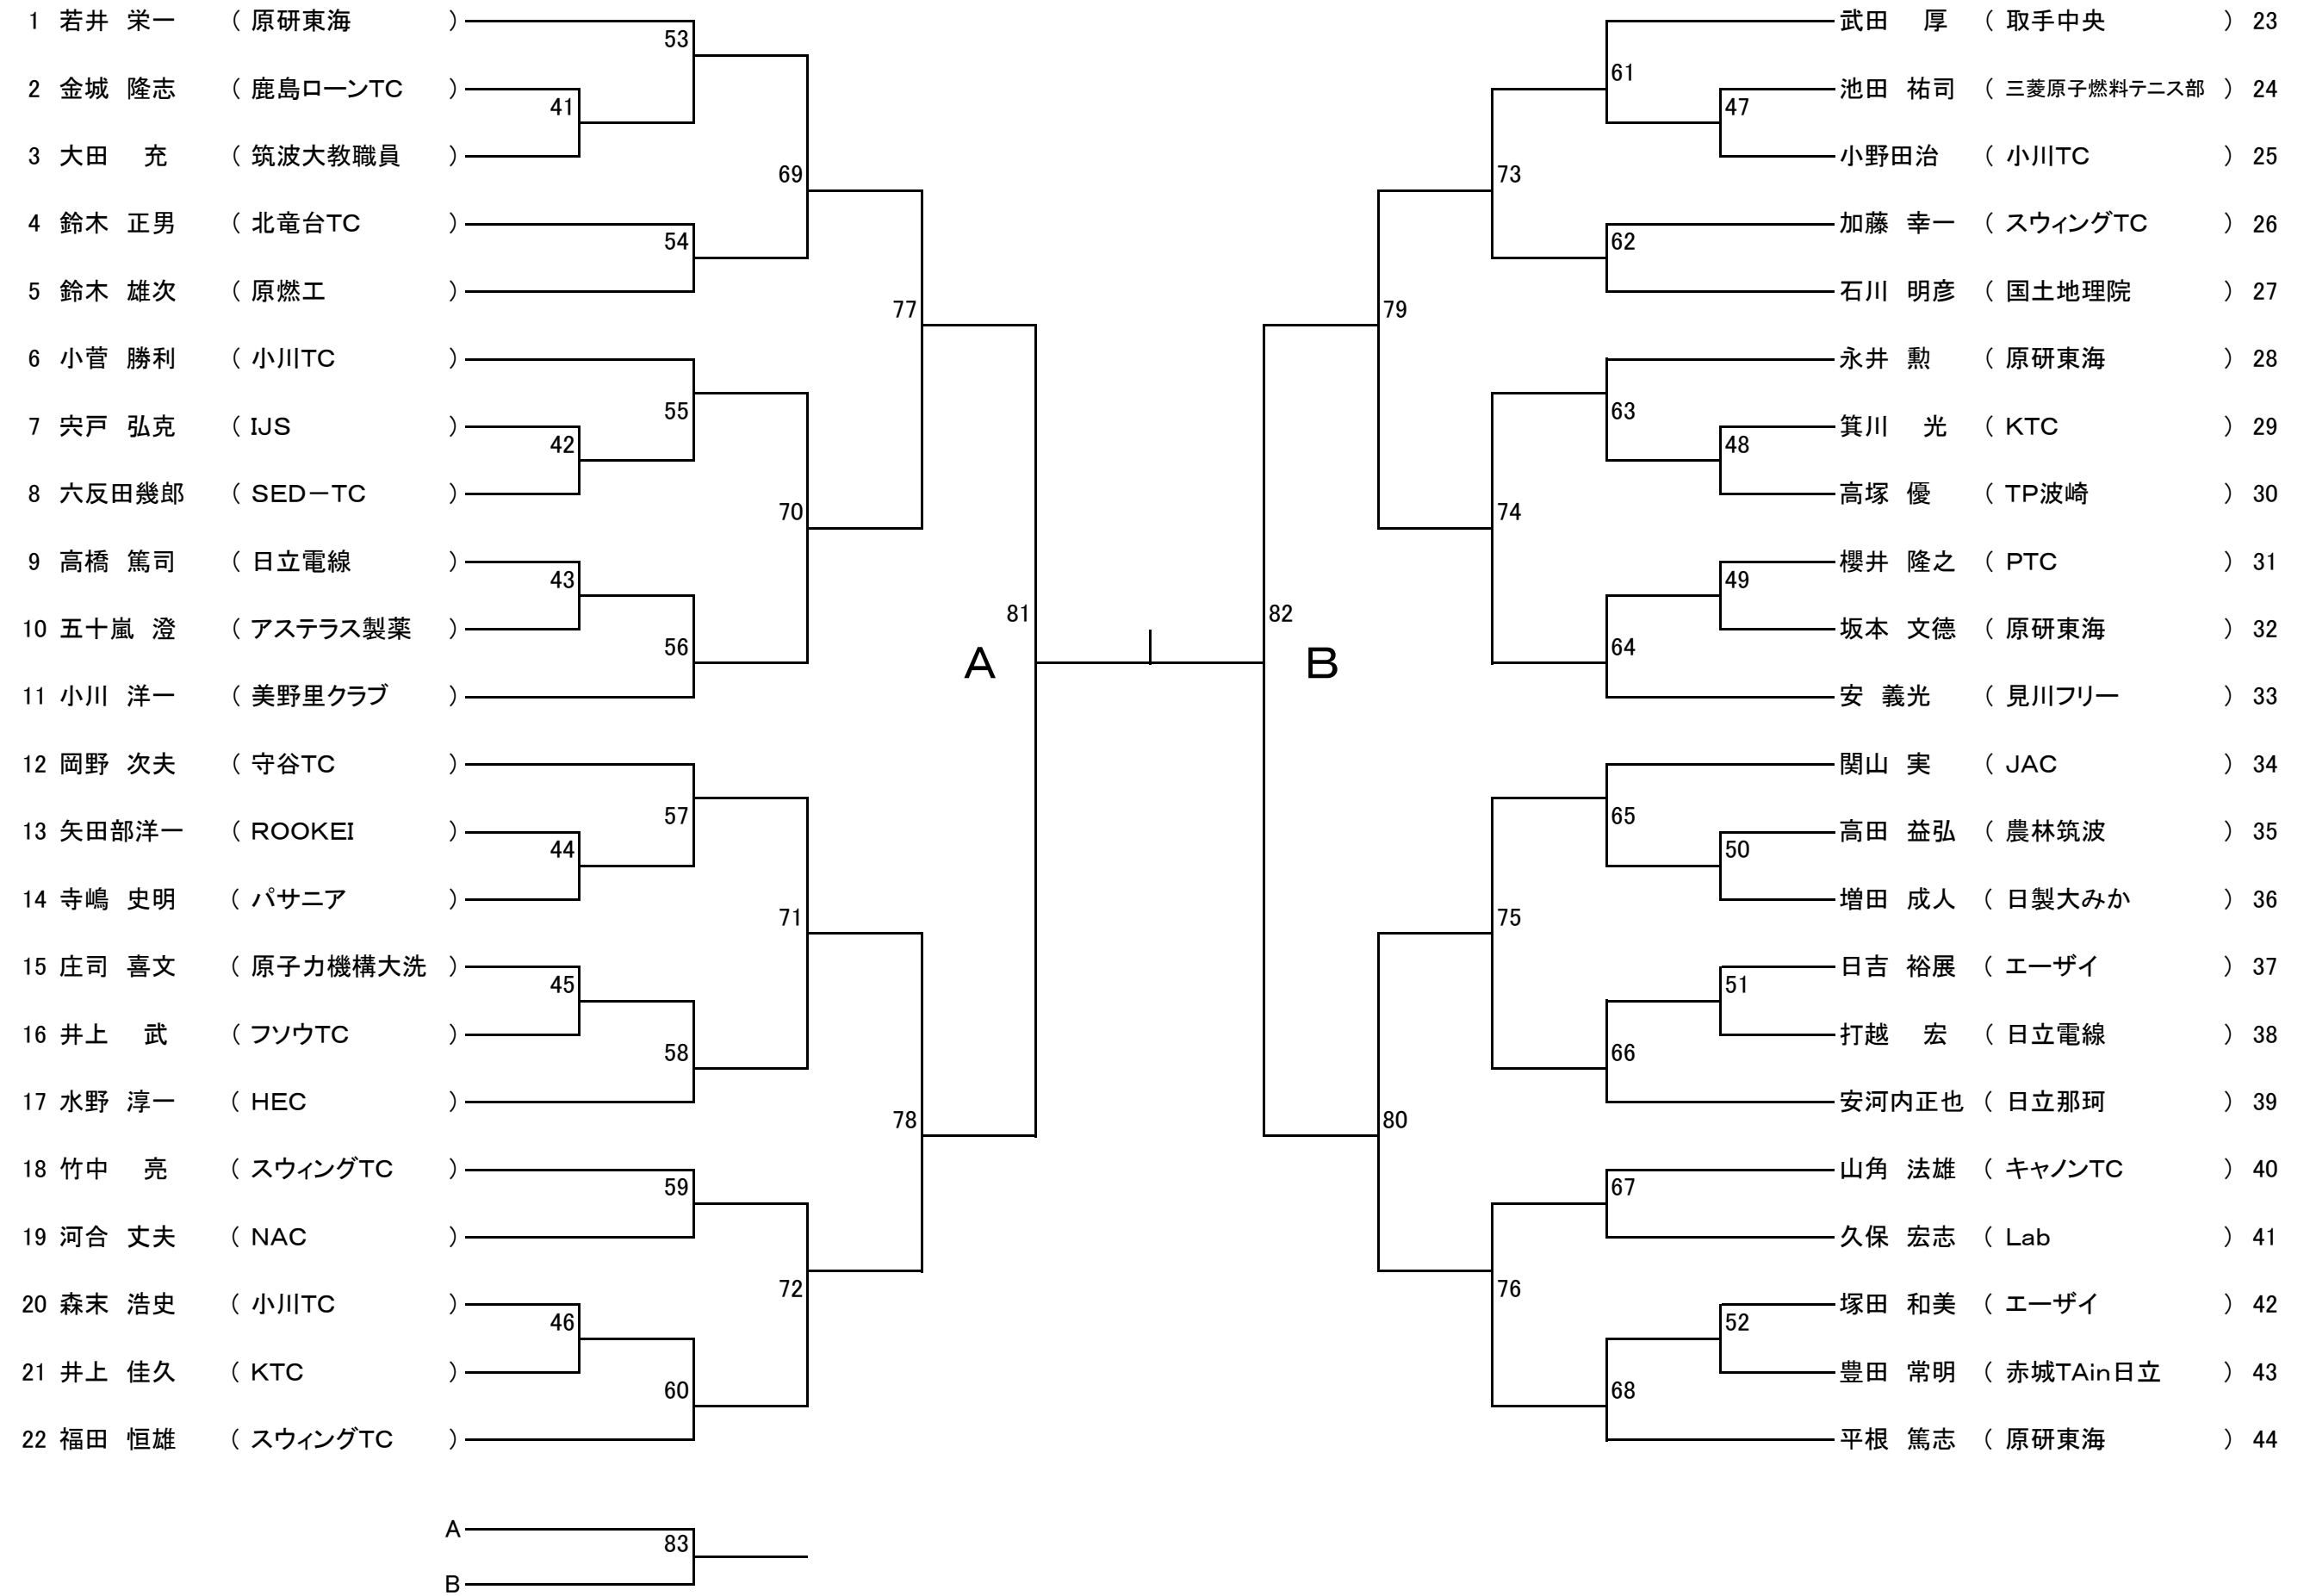 1 若井 栄一 ( 原研東海 ) 53 武田 厚 ( 取手中央 ) 23
61
2 金城 隆志 ( 鹿島ローンTC ) 41 47 池田 祐司 ( 三菱原子燃料テニス部 ) 24
3 大田 充 ( 筑波大教職員 ) 小野田治 ( 小川TC ) 25
69 73
4 鈴木 正男 ( 北竜台TC ) 54 62 加藤 幸一 ( スウィングTC ) 26
5 鈴木 雄次 ( 原燃工 ) 石川 明彦 ( 国土地理院 ) 27
77 79
6 小菅 勝利 ( 小川TC ) 永井 勲 ( 原研東海 ) 28
55 63
7 宍戸 弘克 ( IJS ) 42 48 箕川 光 ( KTC ) 29
8 六反田幾郎 ( SED－TC ) 高塚 優 ( TP波崎 ) 30
70 74
9 高橋 篤司 ( 日立電線 ) 43 49 櫻井 隆之 ( PTC ) 31
81 82
10 五十嵐 澄 ( アステラス製薬 ) 坂本 文德 ( 原研東海 ) 32
56 A B 64
11 小川 洋一 ( 美野里クラブ ) 安 義光 ( 見川フリー ) 33
12 岡野 次夫 ( 守谷TC ) 関山 実 ( JAC ) 34
57 65
13 矢田部洋一 ( ROOKEI ) 44 50 高田 益弘 ( 農林筑波 ) 35
14 寺嶋 史明 ( パサニア ) 増田 成人 ( 日製大みか ) 36
71 75
15 庄司 喜文 ( 原子力機構大洗 ) 45 51 日吉 裕展 ( エーザイ ) 37
16 井上 武 ( フソウTC ) 打越 宏 ( 日立電線 ) 38
58 66
17 水野 淳一 ( HEC ) 安河内正也 ( 日立那珂 ) 39
78 80
18 竹中 亮 ( スウィングTC ) 59 67 山角 法雄 ( キャノンTC ) 40
19 河合 丈夫 ( NAC ) 久保 宏志 ( Lab ) 41
72 76
20 森末 浩史 ( 小川TC ) 46 52 塚田 和美 ( エーザイ ) 42
21 井上 佳久 ( KTC ) 豊田 常明 ( 赤城TAin日立 ) 43
60 68
22 福田 恒雄 ( スウィングTC ) 平根 篤志 ( 原研東海 ) 44
A
83
B